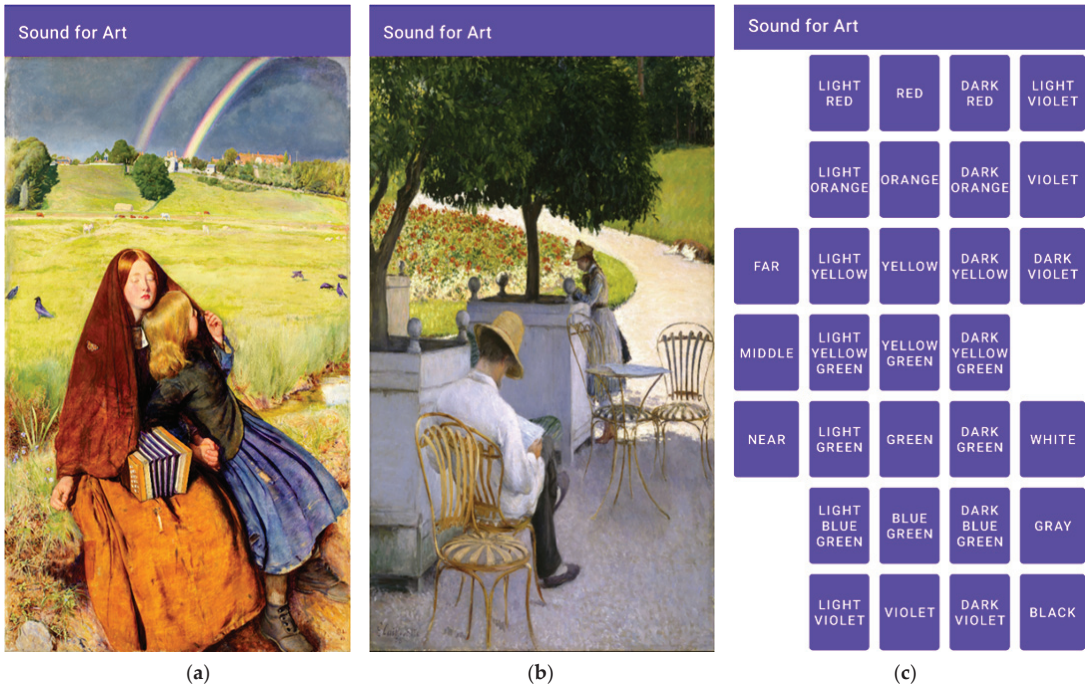 Sound for Art
Sound for Art
Sound for Art
LIGHT
RED
RED
DARK
RED
LIGHT
VIOLET
LIGHT
ORANGE
ORANGE
DARK
ORANGE
VIOLET
FAR
LIGHT
YELLOW
YELLOW
DARK
YELLOW
DARK
VIOLET
MIDDLE
LIGHT
YELLOW
GREEN
YELLOW
GREEN
DARK
YELLOW
GREEN
NEAR
LIGHT
GREEN
GREEN
DARK
GREEN
WHITE
LIGHT
BLUE
GREEN
BLUE
GREEN
DARK
BLUE
GREEN
GRAY
LIGHT
VIOLET
VIOLET
DARK
VIOLET
BLACK
(a)
(b)
(c)